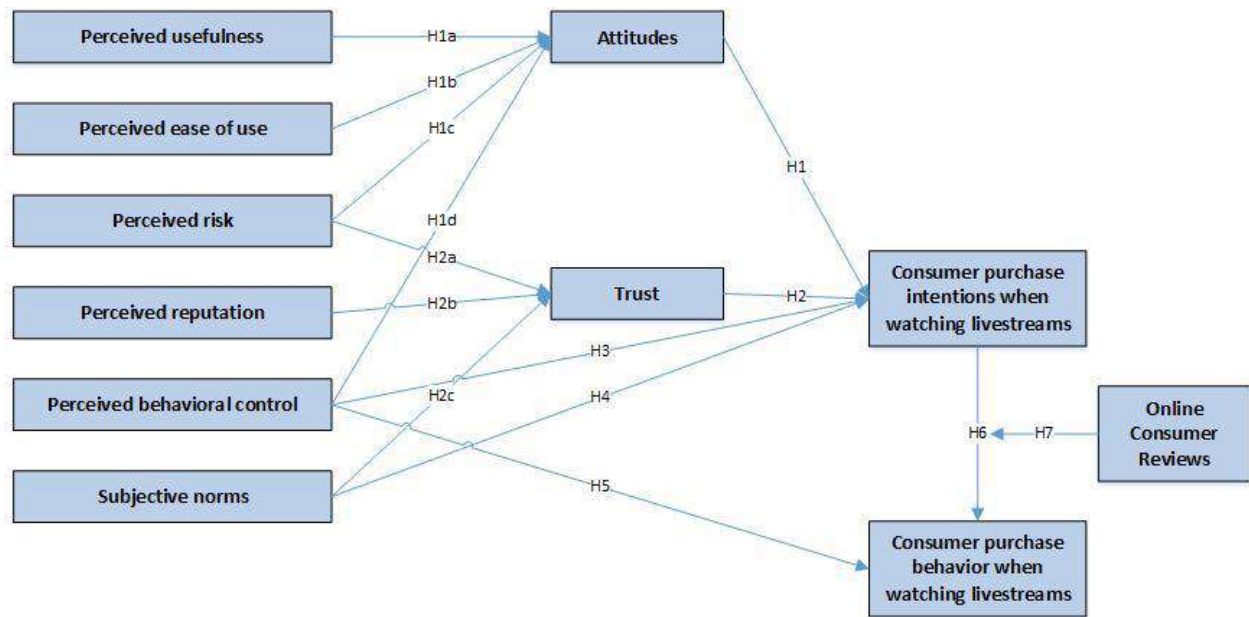 Perceived usefulness
H1a
Attitudes
H1b
Perceived ease of use
H1c
H1
Perceived risk
H1d
H2a
Consumer purchase
intentions when
watching livestreams
Trust
H2
Perceived reputation
H2b
H3
Perceived behavioral control
H2c
H4
Online
Consumer
Reviews
H6
H7
Subjective norms
H5
Consumer purchase
behavior when
watching livestreams